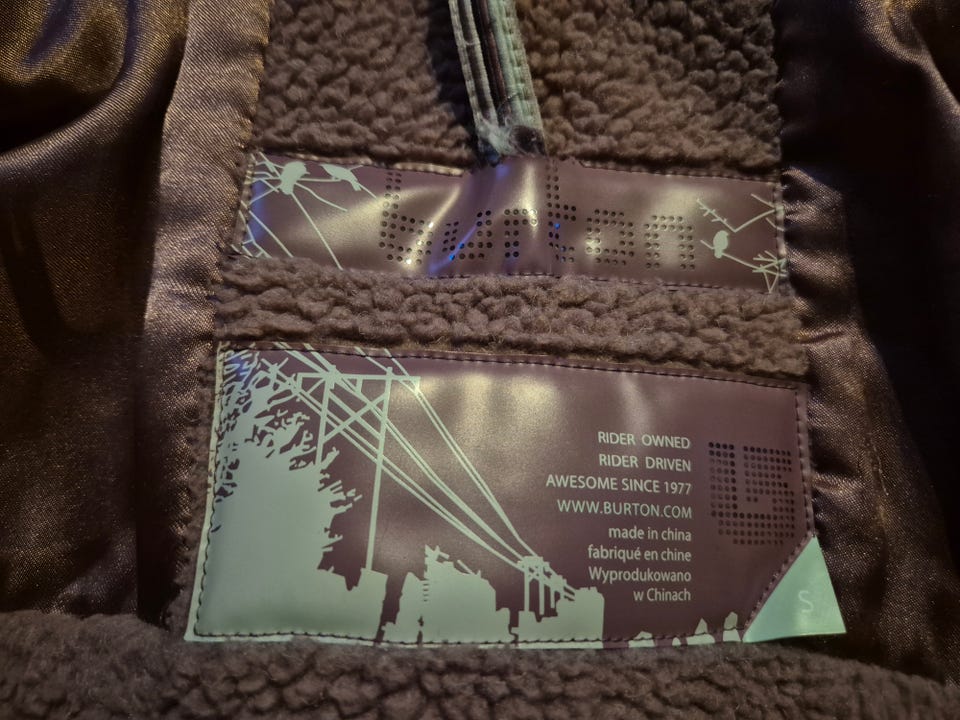 burton
RIDER OWNED
RIDER DRIVEN
AWESOME SINCE 1977
WWW.BURTON.COM
made in china
fabriqué en chine
Wyprodukowano
w Chinach
S